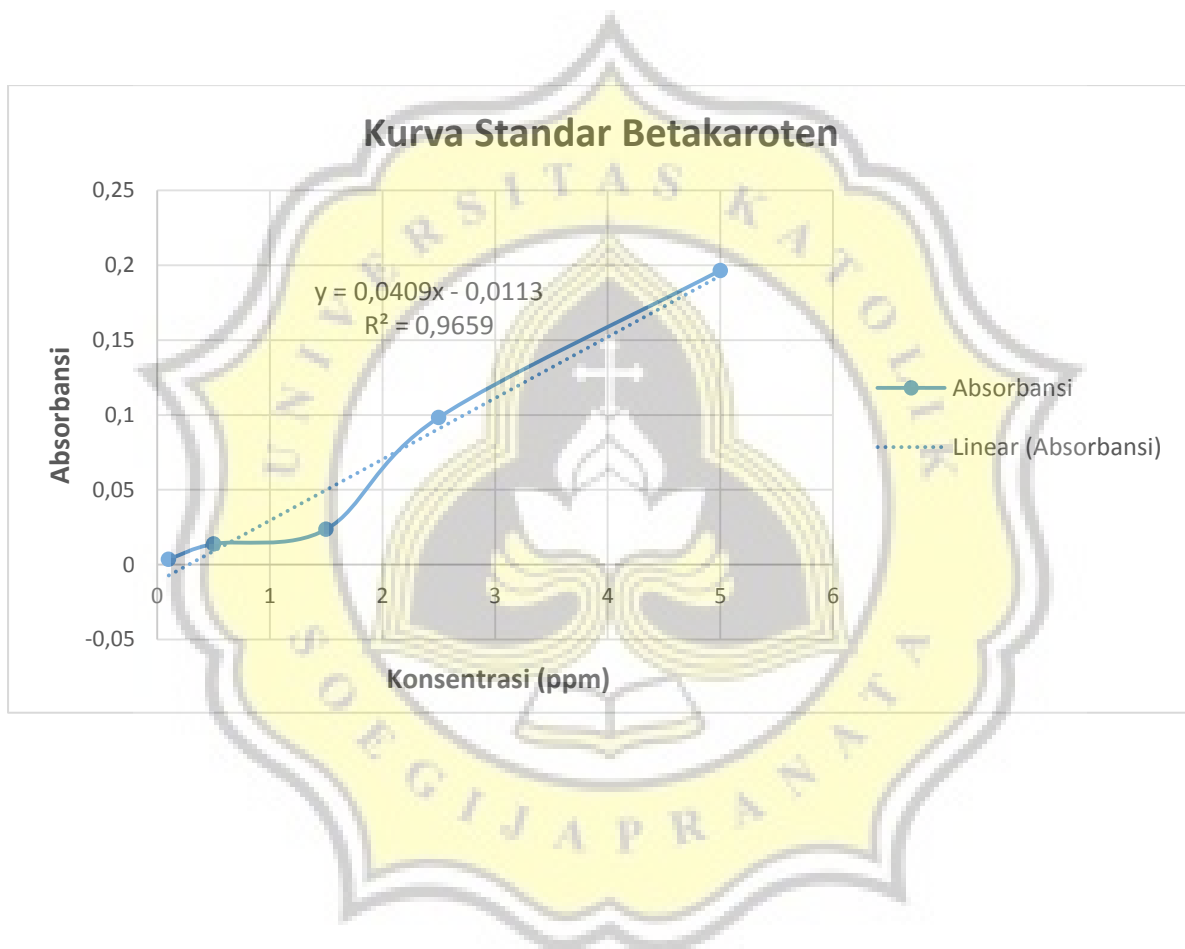 Kurva Standar Betakaroten
UNIVERSITAS KATOLIK
SOEGIJAPRANATA
0,25
0,2
0,15
0,1
0,05
0
-0,05
0 1 2 3 4 5 6
y = 0,0409x - 0,0113
R² = 0,9659
Absorbansi
Konsentrasi (ppm)
Absorbansi
Linear (Absorbansi)